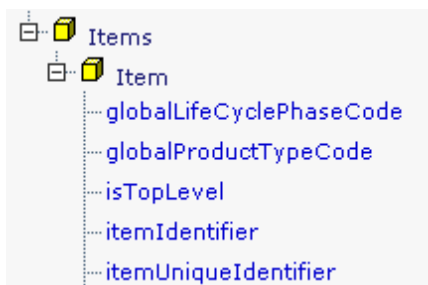 Items
Item
globalLifeCyclePhaseCode
globalProductTypeCode
isTopLevel
itemIdentifier
itemUniqueIdentifier